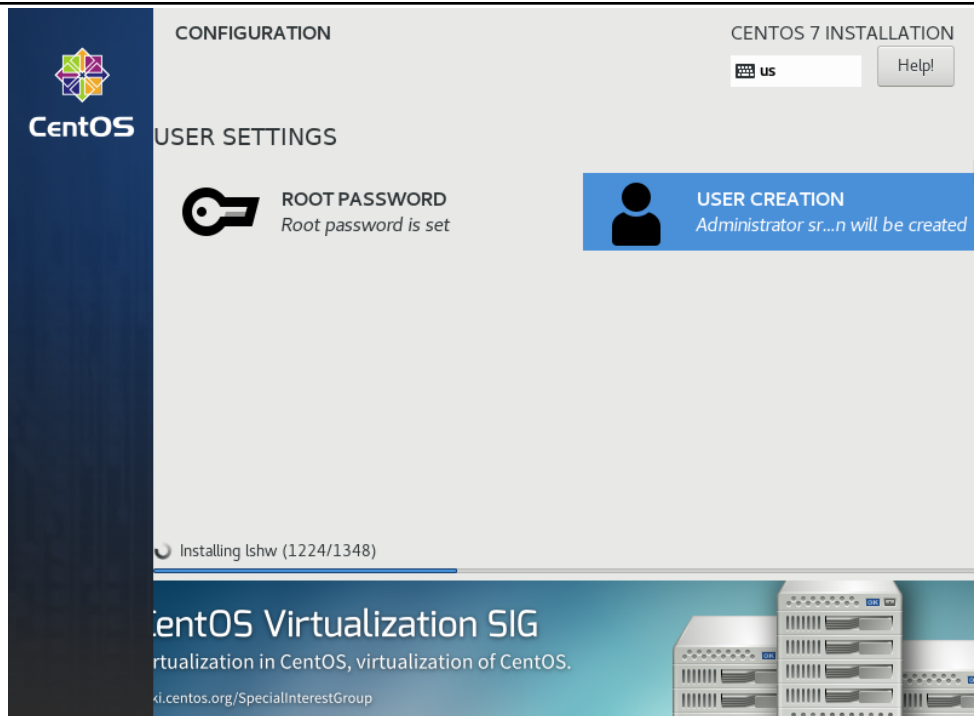 CONFIGURATION
CENTOS 7 INSTALLATION
us
Help!
CentOS
USER SETTINGS
ROOT PASSWORD
Root password is set
USER CREATION
Administrator sr...n will be created
Installing lshw (1224/1348)
entOS Virtualization SIG
rtualization in CentOS, virtualization of CentOS.
ki.centos.org/SpecialInterestGroup